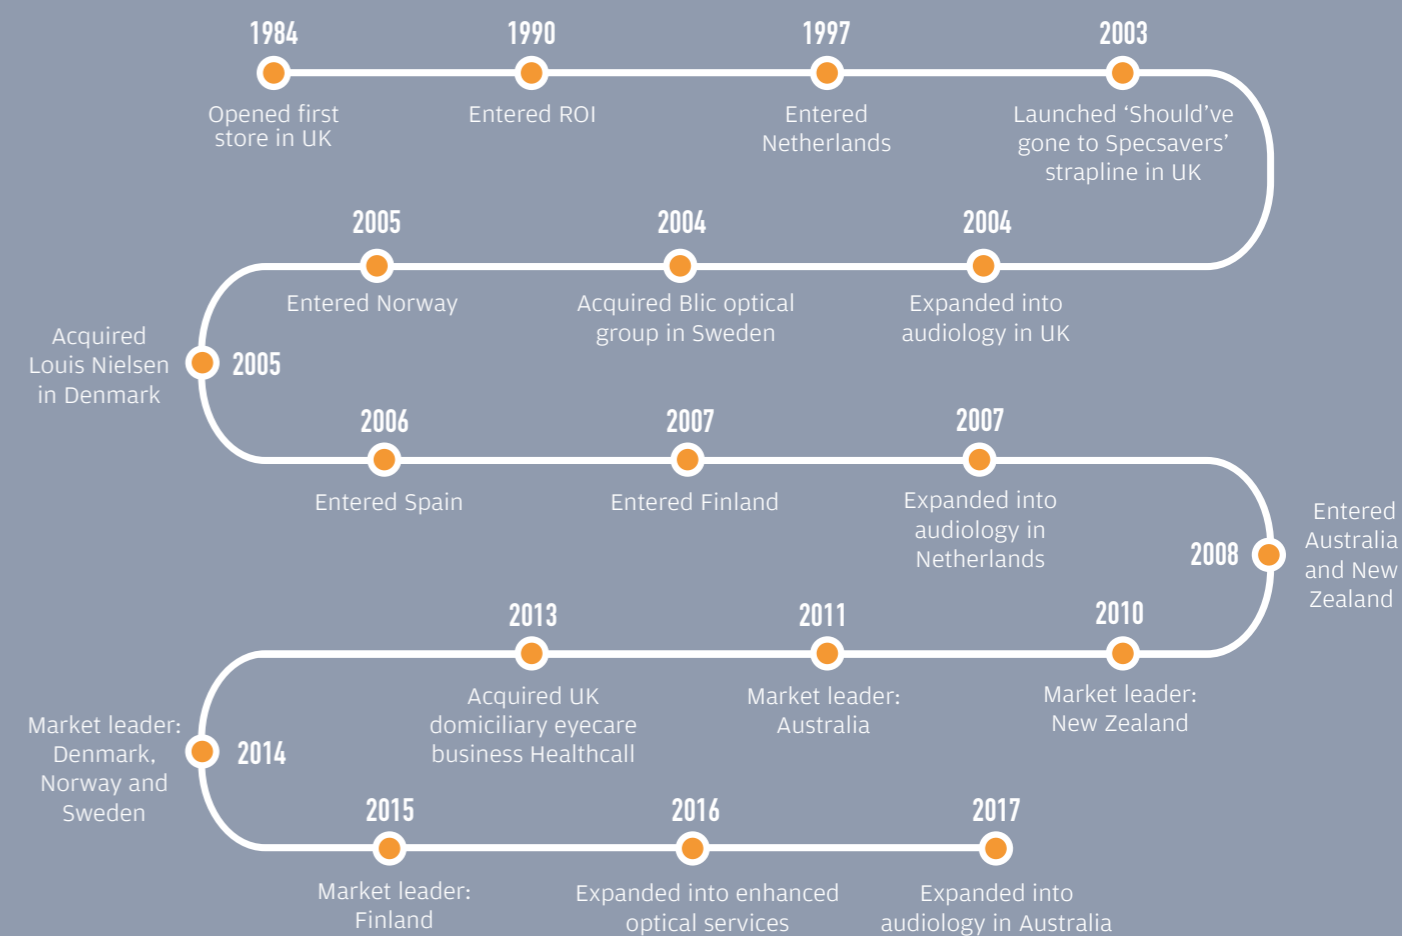 1984
Opened first
store in UK
1990
Entered ROI
1997
Entered
Netherlands
2003
Launched ‘Should’ve
gone to Specsavers’
strapline in UK
2004
Expanded into
audiology in UK
2004
Acquired Blic optical
group in Sweden
2005
Entered Norway
2005
Acquired
Louis Nielsen
in Denmark
2006
Entered Spain
2007
Entered Finland
2007
Expanded into
audiology in
Netherlands
2008
Entered
Australia
and New
Zealand
2010
Market leader:
New Zealand
2011
Market leader:
Australia
2013
Acquired UK
domiciliary eyecare
business Healthcall
2014
Market leader:
Denmark,
Norway and
Sweden
2015
Market leader:
Finland
2016
Expanded into enhanced
optical services
2017
Expanded into
audiology in Australia